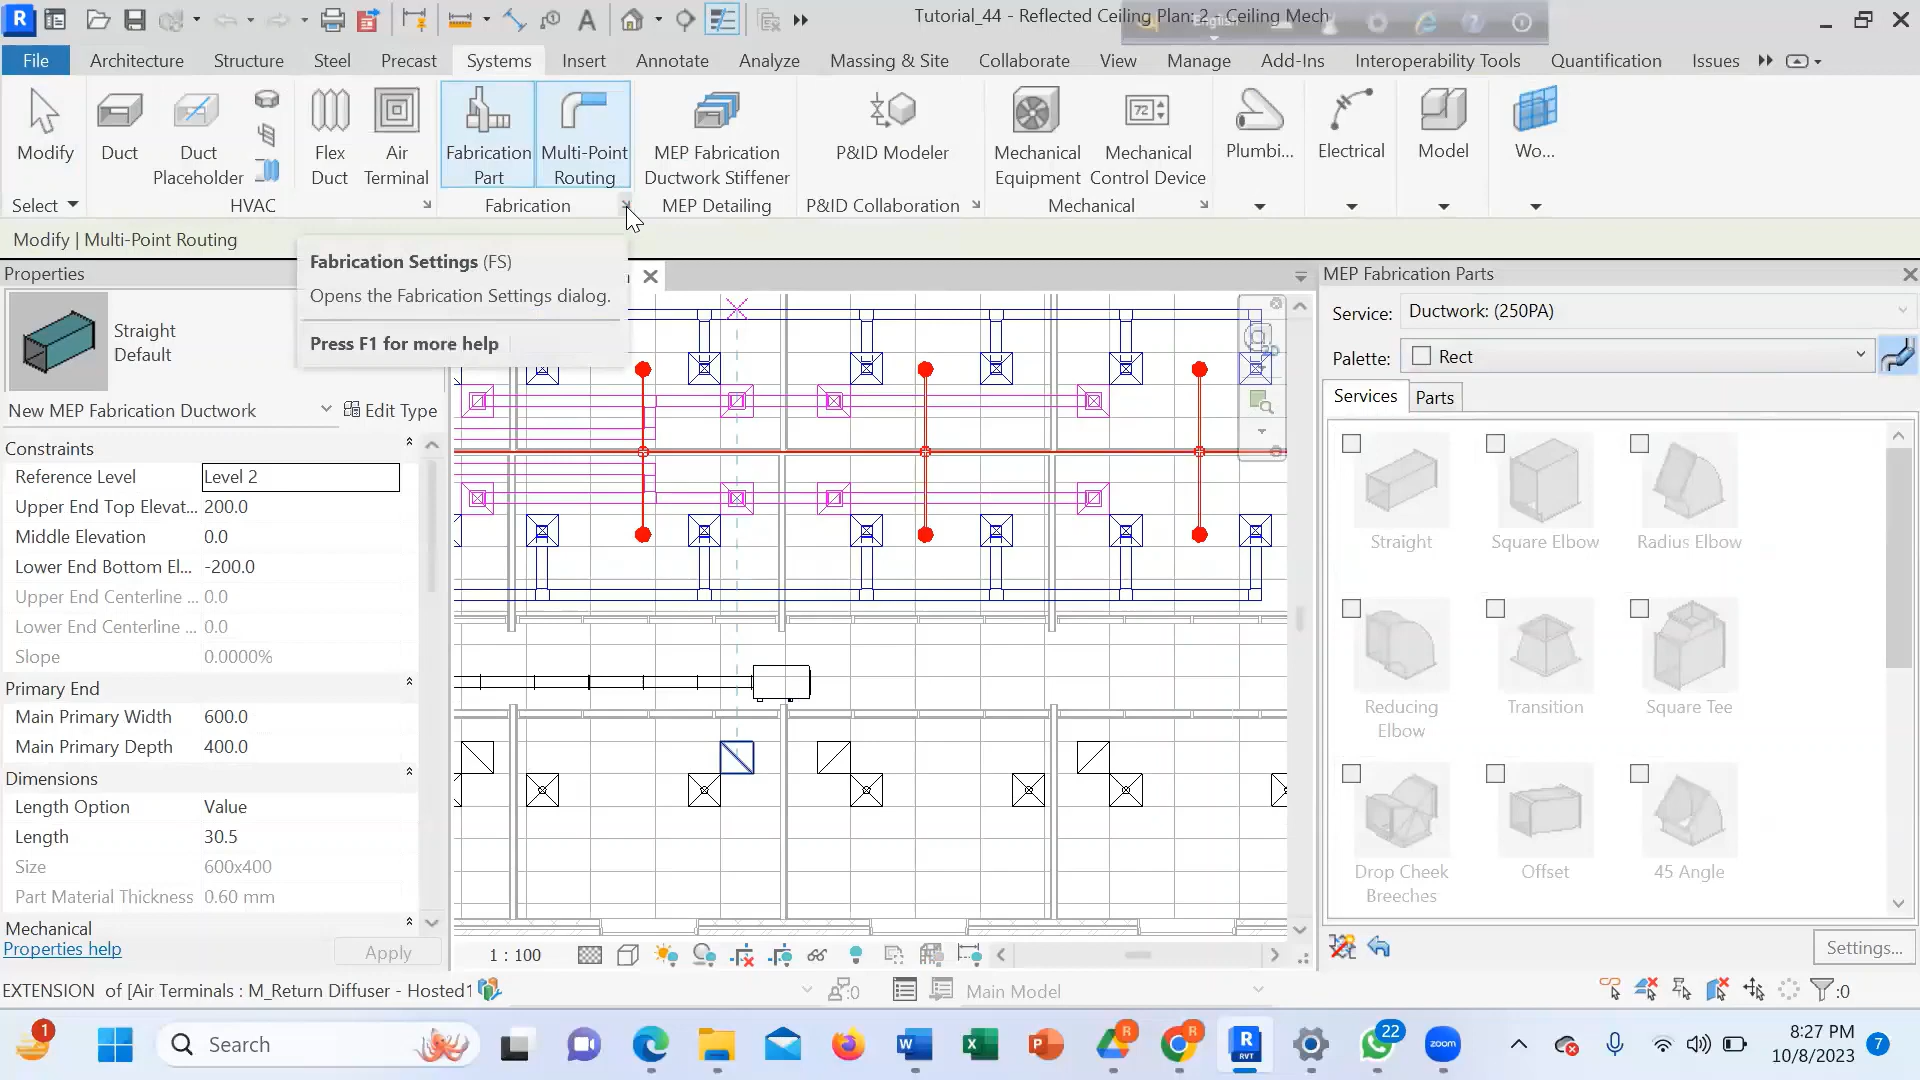 Tutorial_44 - Reflected Ceiling Plan: 2 - Ceiling Mech
File
Architecture
Structure
Steel
Precast
Systems
Insert
Annotate
Analyze
Massing & Site
Collaborate
View
Manage
Add-Ins
Interoperability Tools
Quantification
Issues
Modify
Duct
Duct
Placeholder
Flex
Duct
Air
Terminal
Fabrication
Part
Multi-Point
Routing
MEP Fabrication
Ductwork Stiffener
P&ID Modeler
Mechanical
Equipment
72
Mechanical
Control Device
Plumbi...
Electrical
Model
Wo...
Select
HVAC
Fabrication
MEP Detailing
P&ID Collaboration
Mechanical
Modify | Multi-Point Routing
Fabrication Settings (FS)
Opens the Fabrication Settings dialog.
Press F1 for more help
Properties
Straight
Default
New MEP Fabrication Ductwork
Edit Type
Constraints
Reference Level Level 2
Upper End Top Elevat... 200.0
Middle Elevation 0.0
Lower End Bottom El... -200.0
Upper End Centerline ... 0.0
Lower End Centerline ... 0.0
Slope 0.0000%
Primary End
Main Primary Width 600.0
Main Primary Depth 400.0
Dimensions
Length Option Value
Length 30.5
Size 600x400
Part Material Thickness 0.60 mm
Mechanical
Properties help
Apply
MEP Fabrication Parts
Service: Ductwork: (250PA)
Palette: Rect
Services
Parts
Straight
Square Elbow
Radius Elbow
Reducing
Elbow
Transition
Square Tee
Drop Cheek
Breeches
Offset
45 Angle
Settings...
1 : 100
EXTENSION of [Air Terminals : M_Return Diffuser - Hosted1
:0
Main Model
:0
1
Search
R
R
R
RVT
22
zoom
8:27 PM
10/8/2023
7